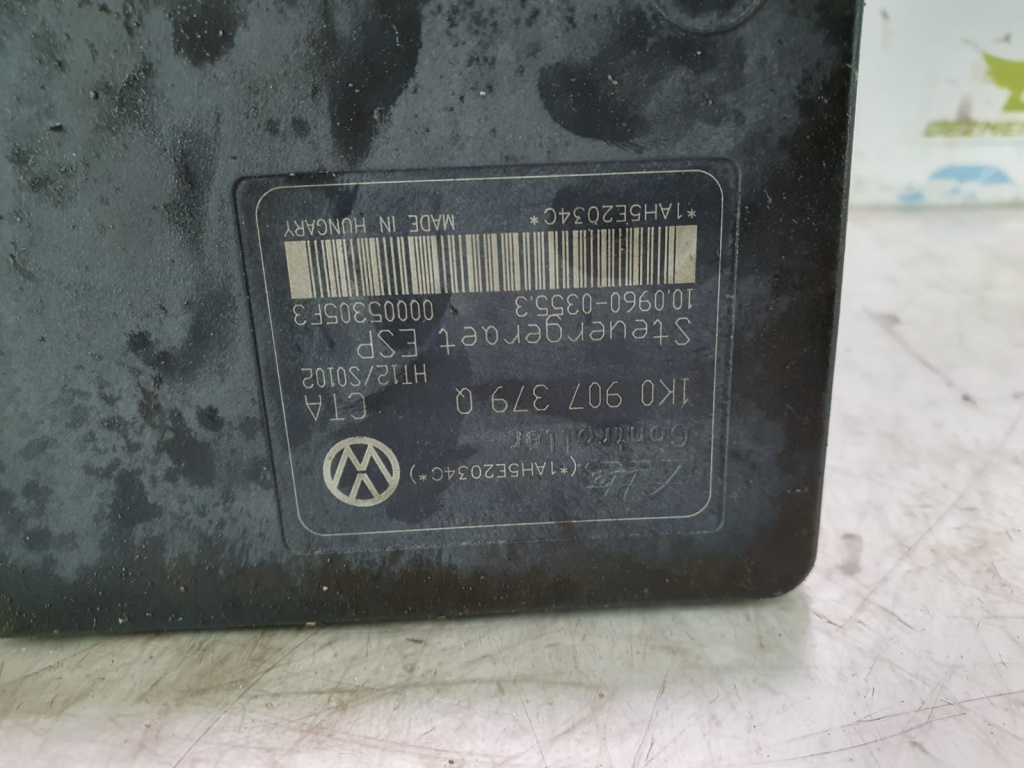 (*1AH5E2034C*)
Controller
1K0 907 379 Q CTA
HT12/S0102
Steuergeraet ESP
10.0960-0355.3 00005305F3
*1AH5E2034C* MADE IN HUNGARY